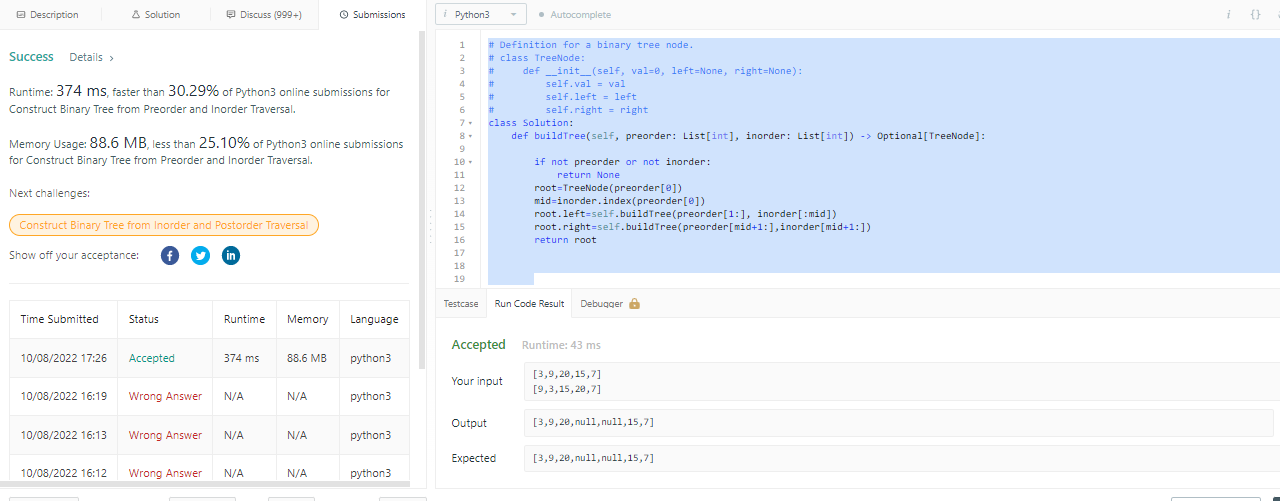 Description Solution Discuss (999+) Submissions
Success Details >
Runtime: 374 ms, faster than 30.29% of Python3 online submissions for
Construct Binary Tree from Preorder and Inorder Traversal.
Memory Usage: 88.6 MB, less than 25.10% of Python3 online submissions
for Construct Binary Tree from Preorder and Inorder Traversal.
Next challenges:
Construct Binary Tree from Inorder and Postorder Traversal
Show off your acceptance:
Time Submitted Status Runtime Memory Language
10/08/2022 17:26 Accepted 374 ms 88.6 MB python3
10/08/2022 16:19 Wrong Answer N/A N/A python3
10/08/2022 16:13 Wrong Answer N/A N/A python3
10/08/2022 16:12 Wrong Answer N/A N/A python3
i Python3 Autocomplete i {}
1 # Definition for a binary tree node.
2 # class TreeNode:
3 #     def __init__(self, val=0, left=None, right=None):
4 #         self.val = val
5 #         self.left = left
6 #         self.right = right
7 class Solution:
8     def buildTree(self, preorder: List[int], inorder: List[int]) -> Optional[TreeNode]:
9
10         if not preorder or not inorder:
11             return None
12         root=TreeNode(preorder[0])
13         mid=inorder.index(preorder[0])
14         root.left=self.buildTree(preorder[1:], inorder[:mid])
15         root.right=self.buildTree(preorder[mid+1:],inorder[mid+1:])
16         return root
17
18
19
Testcase Run Code Result Debugger
Accepted Runtime: 43 ms
Your input
[3,9,20,15,7]
[9,3,15,20,7]
Output [3,9,20,null,null,15,7]
Expected [3,9,20,null,null,15,7]